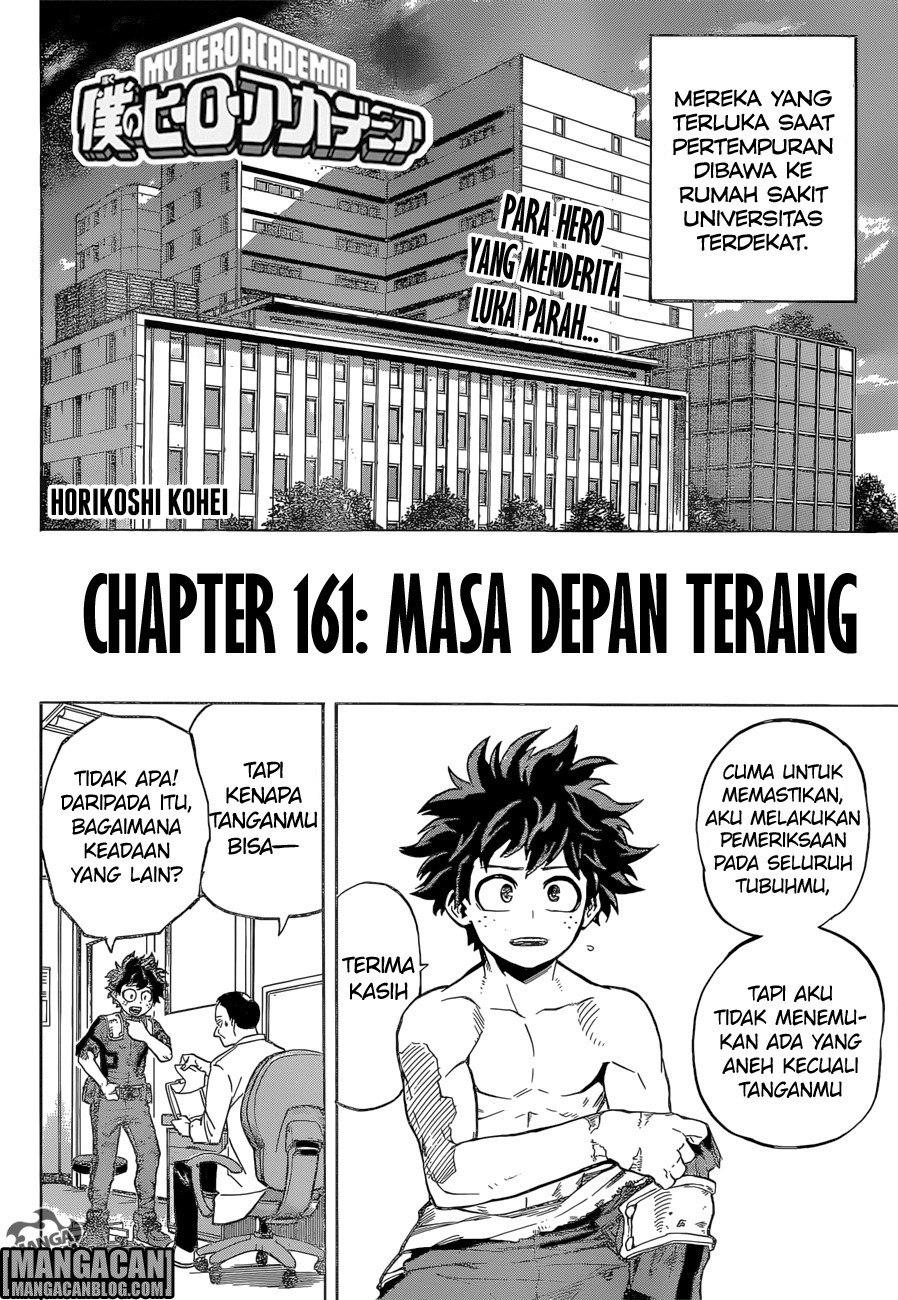 MY HERO ACADEMIA
僕のヒーローアカデミア
MEREKA YANG
TERLUKA SAAT
PERTEMPURAN
DIBAWA KE
RUMAH SAKIT
UNIVERSITAS
TERDEKAT.
PARA HERO
YANG MENDERITA
LUKA PARAH...
HORIKOSHI KOHEI
CHAPTER 161: MASA DEPAN TERANG
CUMA UNTUK
MEMASTIKAN,
AKU MELAKUKAN
PEMERIKSAAN
PADA SELURUH
TUBUHMU,
TAPI AKU
TIDAK MENEMU-
KAN ADA YANG
ANEH KECUALI
TANGANMU
TERIMA
KASIH
TAPI
KENAPA
TANGANMU
BISA—
TIDAK APA!
DARIPADA ITU,
BAGAIMANA
KEADAAN
YANG LAIN?
MANGA
MANGACAN
MANGACANBLOG.COM